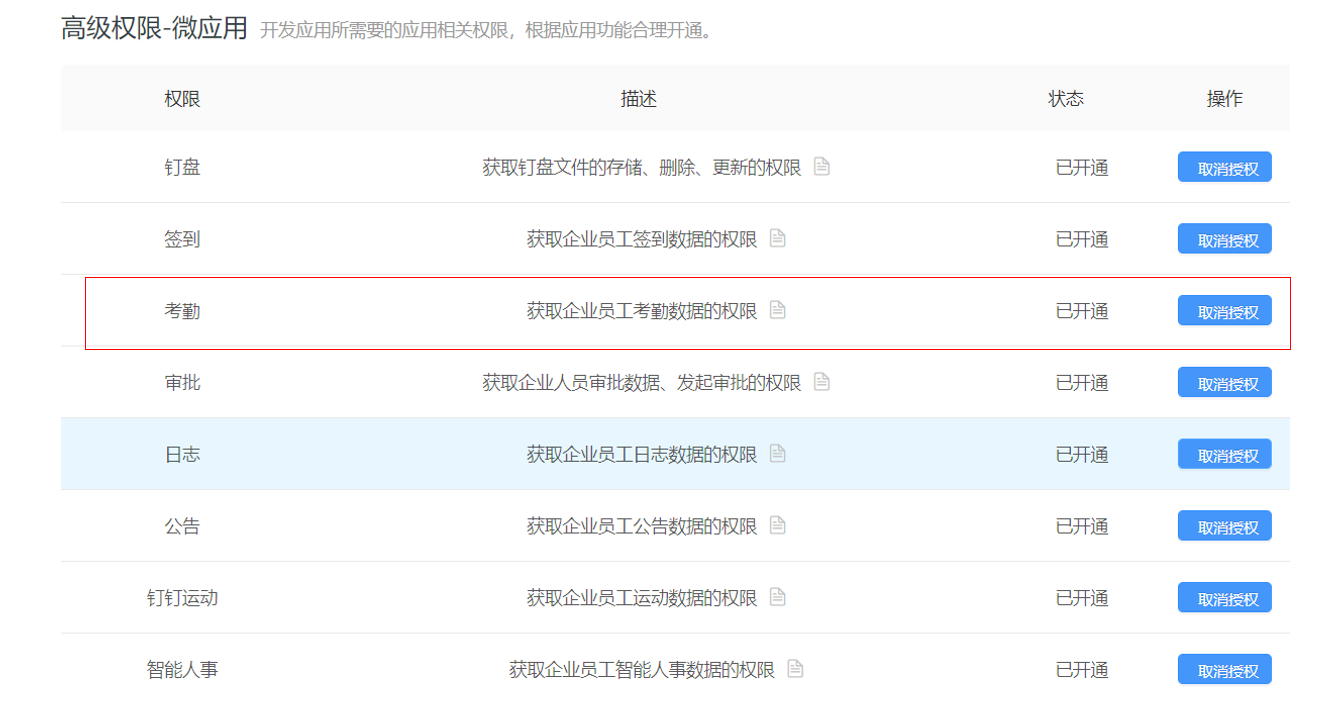 高级权限-微应用 开发应用所需要的应用相关权限，根据应用功能合理开通。
权限 描述 状态 操作
钉盘 获取钉盘文件的存储、删除、更新的权限 已开通 取消授权
签到 获取企业员工签到数据的权限 已开通 取消授权
考勤 获取企业员工考勤数据的权限 已开通 取消授权
审批 获取企业人员审批数据、发起审批的权限 已开通 取消授权
日志 获取企业员工日志数据的权限 已开通 取消授权
公告 获取企业员工公告数据的权限 已开通 取消授权
钉钉运动 获取企业员工运动数据的权限 已开通 取消授权
智能人事 获取企业员工智能人事数据的权限 已开通 取消授权